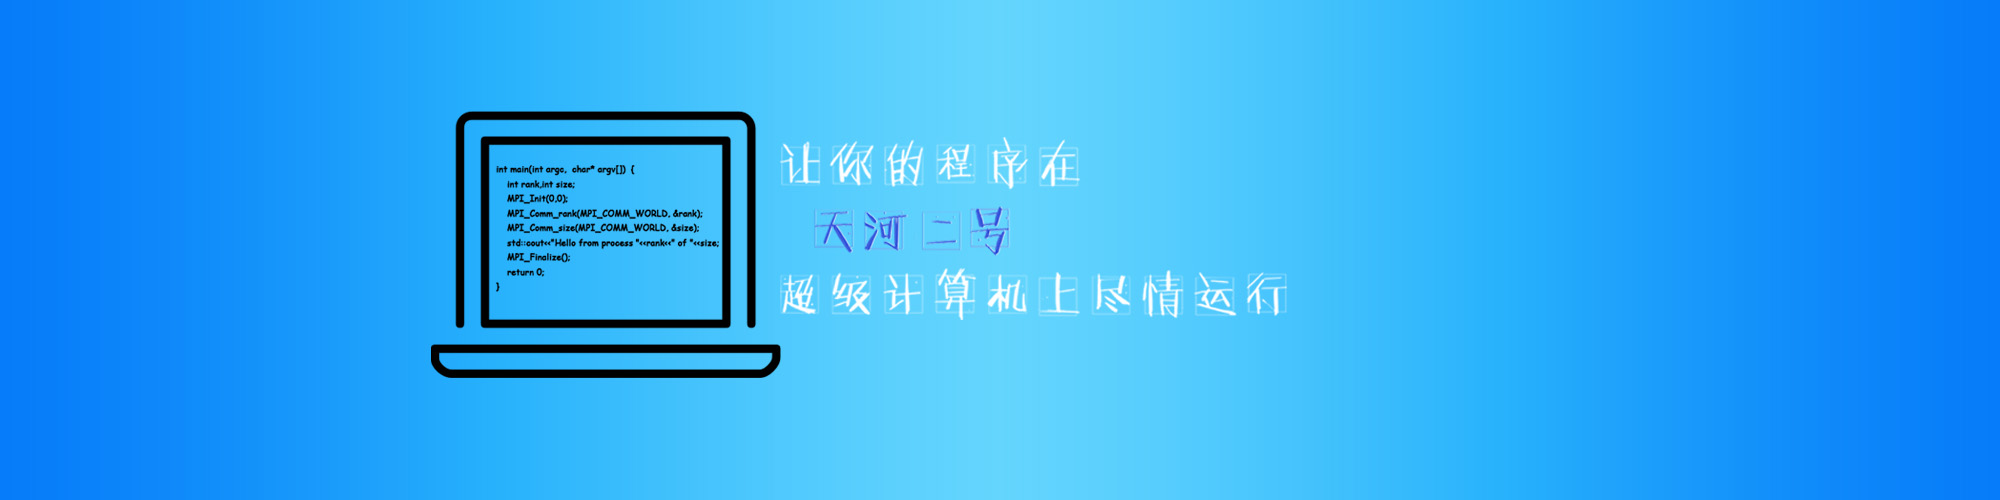 int main(int argc, char* argv[]) {
int rank,int size;
MPI_Init(0,0);
MPI_Comm_rank(MPI_COMM_WORLD, &rank);
MPI_Comm_size(MPI_COMM_WORLD, &size);
std::cout<<"Hello from process "<<rank<<" of "<<size;
MPI_Finalize();
return 0;
}
让你的程序在
天河二号
超级计算机上尽情运行